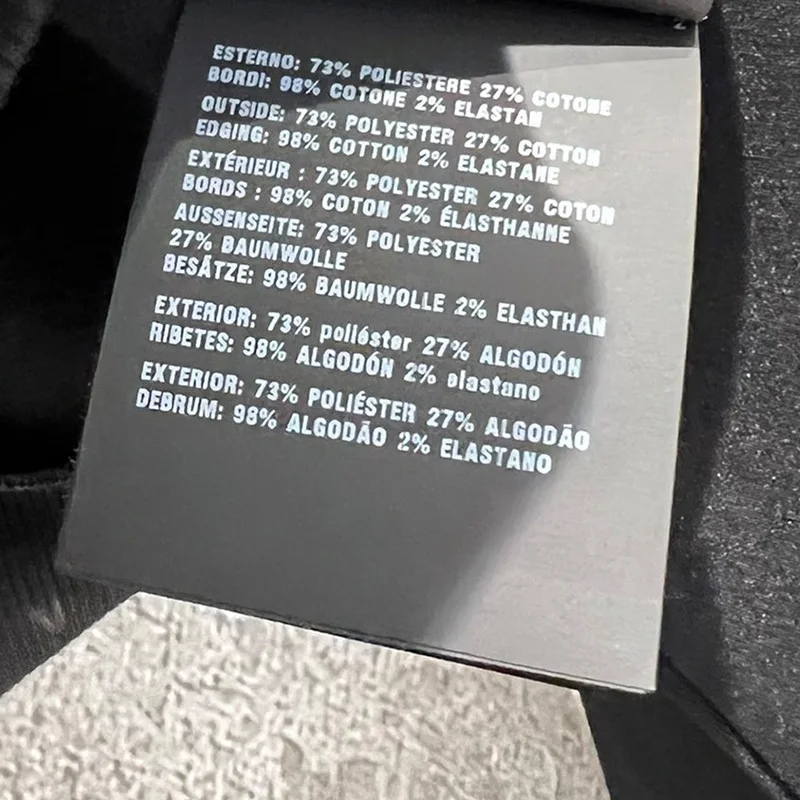 ESTERNO: 73% POLIESTERE 27% COTONE
BORDI: 98% COTONE 2% ELASTAN
OUTSIDE: 73% POLYESTER 27% COTTON
EDGING: 98% COTTON 2% ELASTANE
EXTÉRIEUR : 73% POLYESTER 27% COTON
BORDS : 98% COTON 2% ÉLASTHANNE
AUSSENSEITE: 73% POLYESTER
27% BAUMWOLLE
BESÄTZE: 98% BAUMWOLLE 2% ELASTHAN
EXTERIOR: 73% poliéster 27% ALGODÓN
RIBETES: 98% ALGODÓN 2% elastano
EXTERIOR: 73% POLIÉSTER 27% ALGODÃO
DEBRUM: 98% ALGODÃO 2% ELASTANO